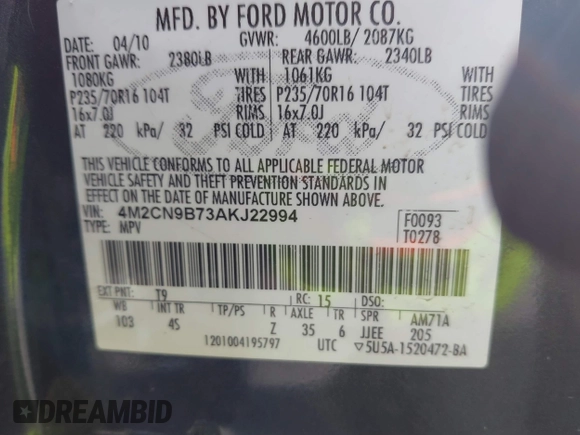 MFD. BY FORD MOTOR CO.
DATE: 04/10 GVWR: 4600LB/ 2087KG
FRONT GAWR: 2380LB REAR GAWR: 2340LB
1080KG WITH 1061KG WITH
P235/70R16 104T TIRES P235/70R16 104T TIRES
16x7.0J RIMS 16x7.0J RIMS
AT 220 kPa/ 32 PSI COLD AT 220 kPa/ 32 PSI COLD
THIS VEHICLE CONFORMS TO ALL APPLICABLE FEDERAL MOTOR
VEHICLE SAFETY AND THEFT PREVENTION STANDARDS IN
EFFECT ON THE DATE OF MANUFACTURE SHOWN ABOVE.
VIN: 4M2CN9B73AKJ22994 F0093
TYPE: MPV T0278
EXT PNT: T9 RC: 15 DSO:
WB INT TR TP/PS R AXLE TR SPR AM71A
103 4S Z 35 6 JJEE 205
1201004195797 UTC ▽5U5A-1520472-BA
DREAMBID